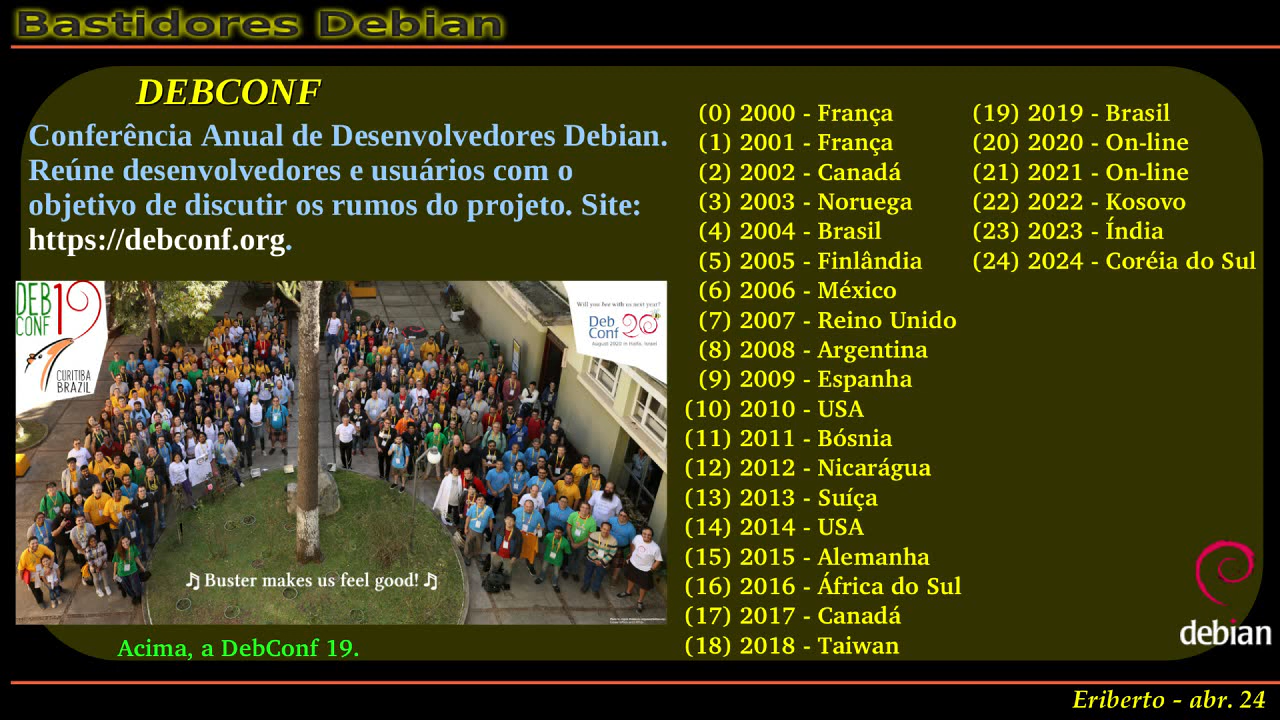 Bastidores Debian
DEBCONF
Conferência Anual de Desenvolvedores Debian.
Reúne desenvolvedores e usuários com o
objetivo de discutir os rumos do projeto. Site:
https://debconf.org.
DEB
CONF 19
CURITIBA
BRAZIL
Will you bee with us next year?
Deb
Conf 20
August 2020 in Haifa, Israel
♫ Buster makes us feel good! ♫
Acima, a DebConf 19.
(0) 2000 - França
(1) 2001 - França
(2) 2002 - Canadá
(3) 2003 - Noruega
(4) 2004 - Brasil
(5) 2005 - Finlândia
(6) 2006 - México
(7) 2007 - Reino Unido
(8) 2008 - Argentina
(9) 2009 - Espanha
(10) 2010 - USA
(11) 2011 - Bósnia
(12) 2012 - Nicarágua
(13) 2013 - Suíça
(14) 2014 - USA
(15) 2015 - Alemanha
(16) 2016 - África do Sul
(17) 2017 - Canadá
(18) 2018 - Taiwan
(19) 2019 - Brasil
(20) 2020 - On-line
(21) 2021 - On-line
(22) 2022 - Kosovo
(23) 2023 - Índia
(24) 2024 - Coréia do Sul
debian
Eriberto - abr. 24